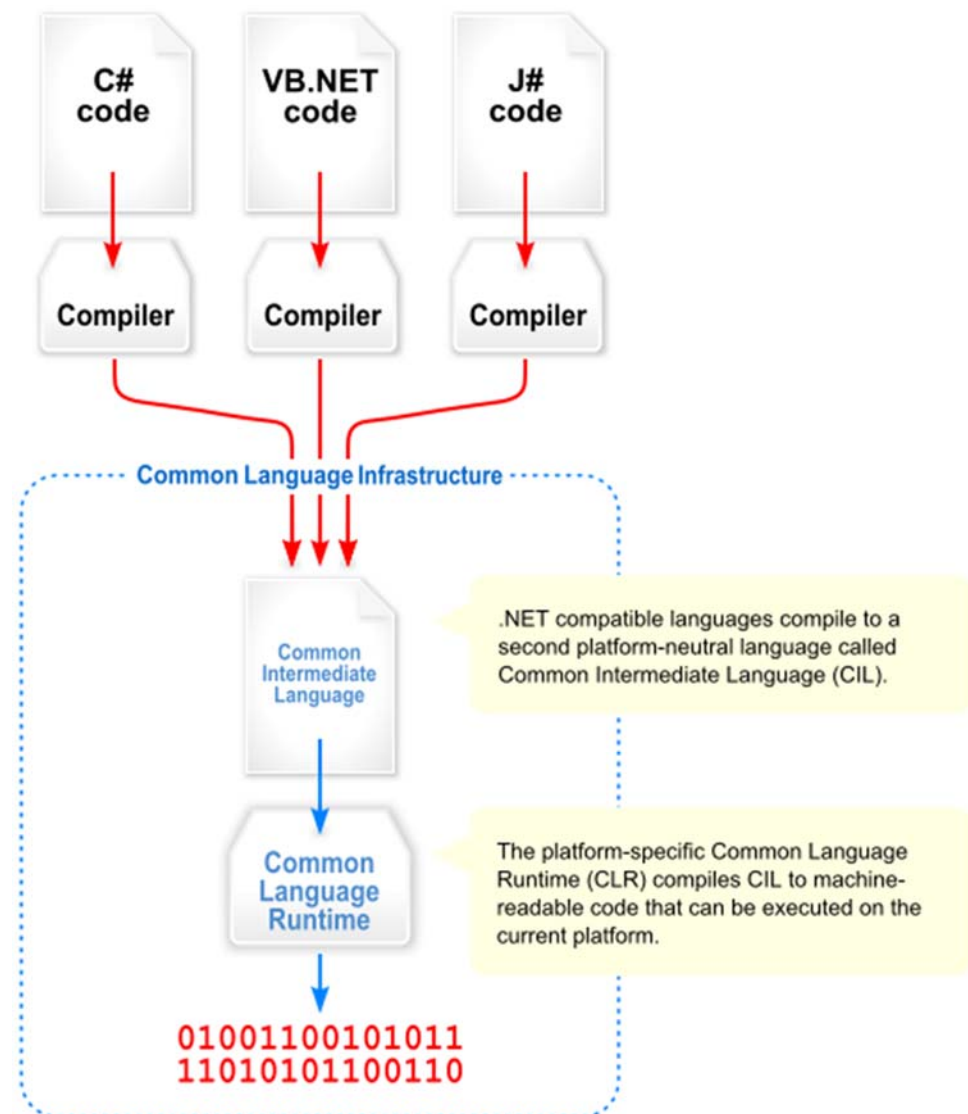 C#
code
VB.NET
code
J#
code
Compiler
Compiler
Compiler
Common Language Infrastructure
Common
Intermediate
Language
.NET compatible languages compile to a
second platform-neutral language called
Common Intermediate Language (CIL).
Common
Language
Runtime
The platform-specific Common Language
Runtime (CLR) compiles CIL to machine-
readable code that can be executed on the
current platform.
01001100101011
11010101100110